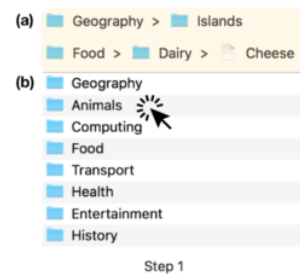 (a) Geography > Islands
Food > Dairy > Cheese
(b) Geography
Animals
Computing
Food
Transport
Health
Entertainment
History
Step 1